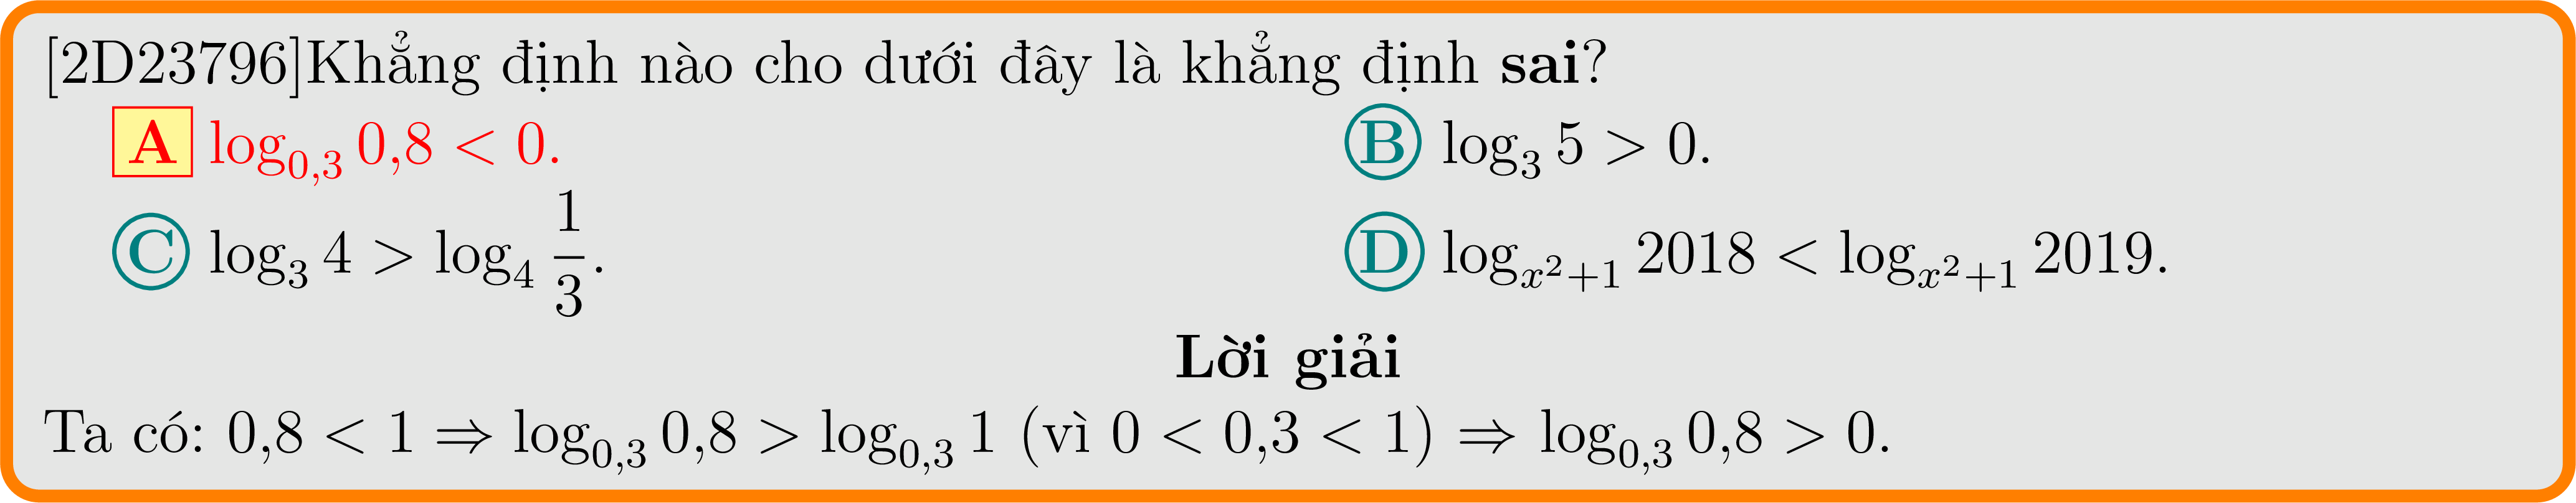 [2D23796]Khẳng định nào cho dưới đây là khẳng định sai?
A log_{0,3} 0,8 < 0. B log_3 5 > 0.
C log_3 4 > log_4 \frac{1}{3}. D log_{x^2+1} 2018 < log_{x^2+1} 2019.
Lời giải
Ta có: 0,8 < 1 ⇒ log_{0,3} 0,8 > log_{0,3} 1 (vì 0 < 0,3 < 1) ⇒ log_{0,3} 0,8 > 0.